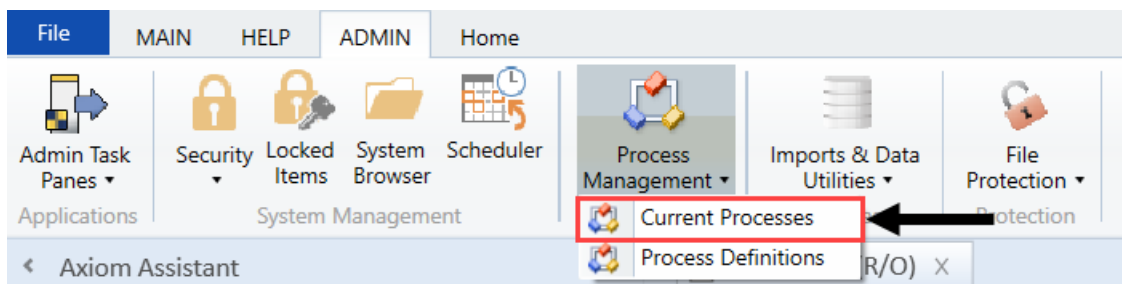 File MAIN HELP ADMIN Home
Admin Task Panes
Security
Locked Items
System Browser
Scheduler
Process Management
Imports & Data Utilities
File Protection
Applications
System Management
Current Processes
Process Definitions
Axiom Assistant
R/O) X